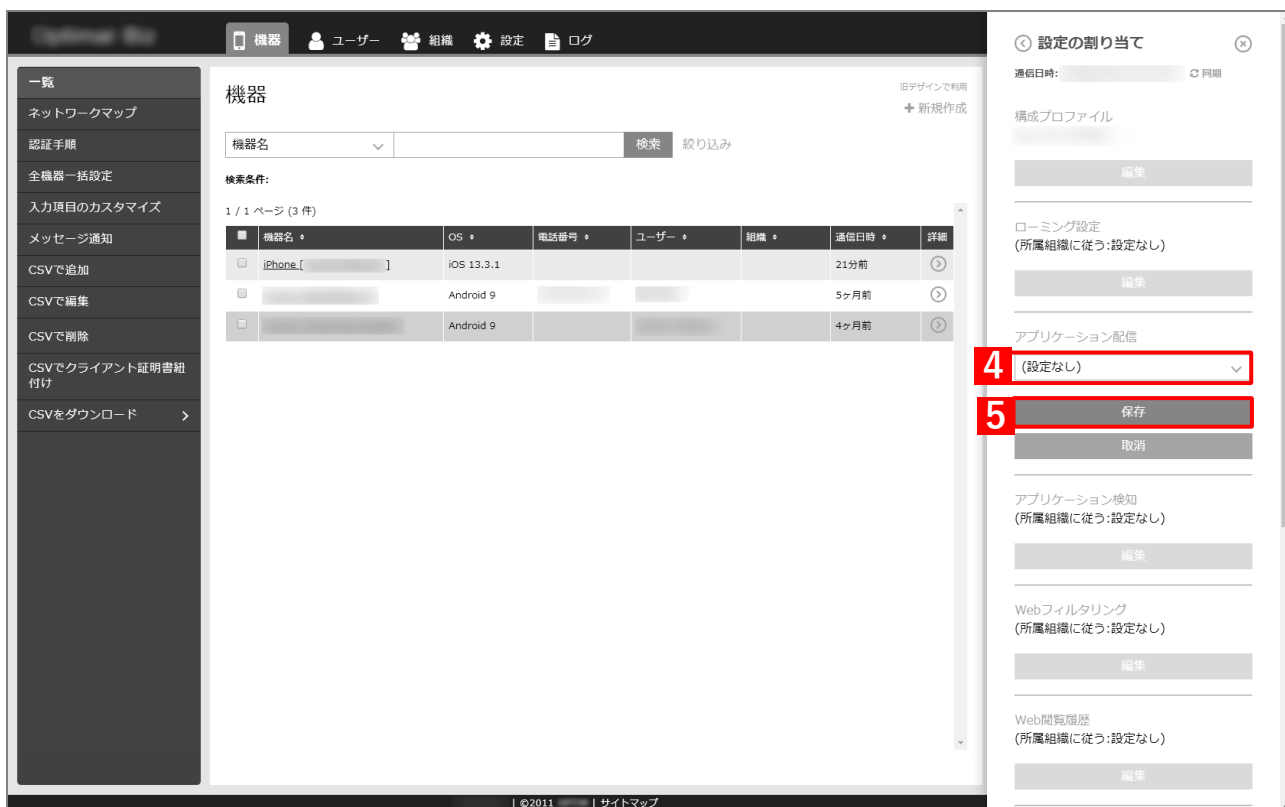 機器
ユーザー
組織
設定
ログ
一覧
ネットワークマップ
認証手順
全機器一括設定
入力項目のカスタマイズ
メッセージ通知
CSVで追加
CSVで編集
CSVで削除
CSVでクライアント証明書紐
付け
CSVをダウンロード
機器
旧デザインで利用
新規作成
機器名
検索
絞り込み
検索条件:
1 / 1 ページ (3 件)
機器名 OS 電話番号 ユーザー 組織 通信日時 詳細
iPhone [ ] iOS 13.3.1 21分前
Android 9 5ヶ月前
Android 9 4ヶ月前
設定の割り当て
通信日時: 同期
構成プロファイル
編集
ローミング設定
(所属組織に従う:設定なし)
編集
アプリケーション配信
4 (設定なし)
5 保存
取消
アプリケーション検知
(所属組織に従う:設定なし)
編集
Webフィルタリング
(所属組織に従う:設定なし)
編集
Web閲覧履歴
(所属組織に従う:設定なし)
編集
| ©2011 | サイトマップ